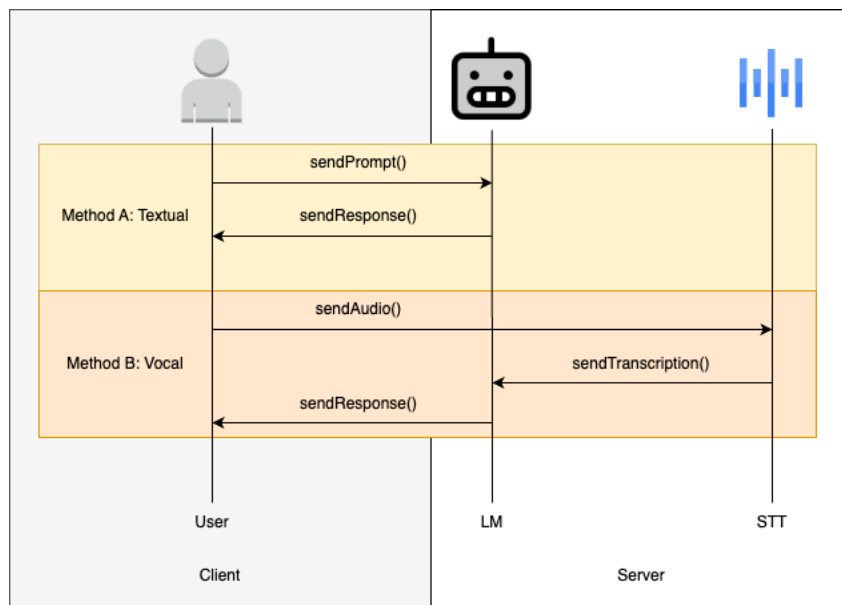 sendPrompt()
Method A: Textual
sendResponse()
sendAudio()
Method B: Vocal
sendTranscription()
sendResponse()
User
LM
STT
Client
Server